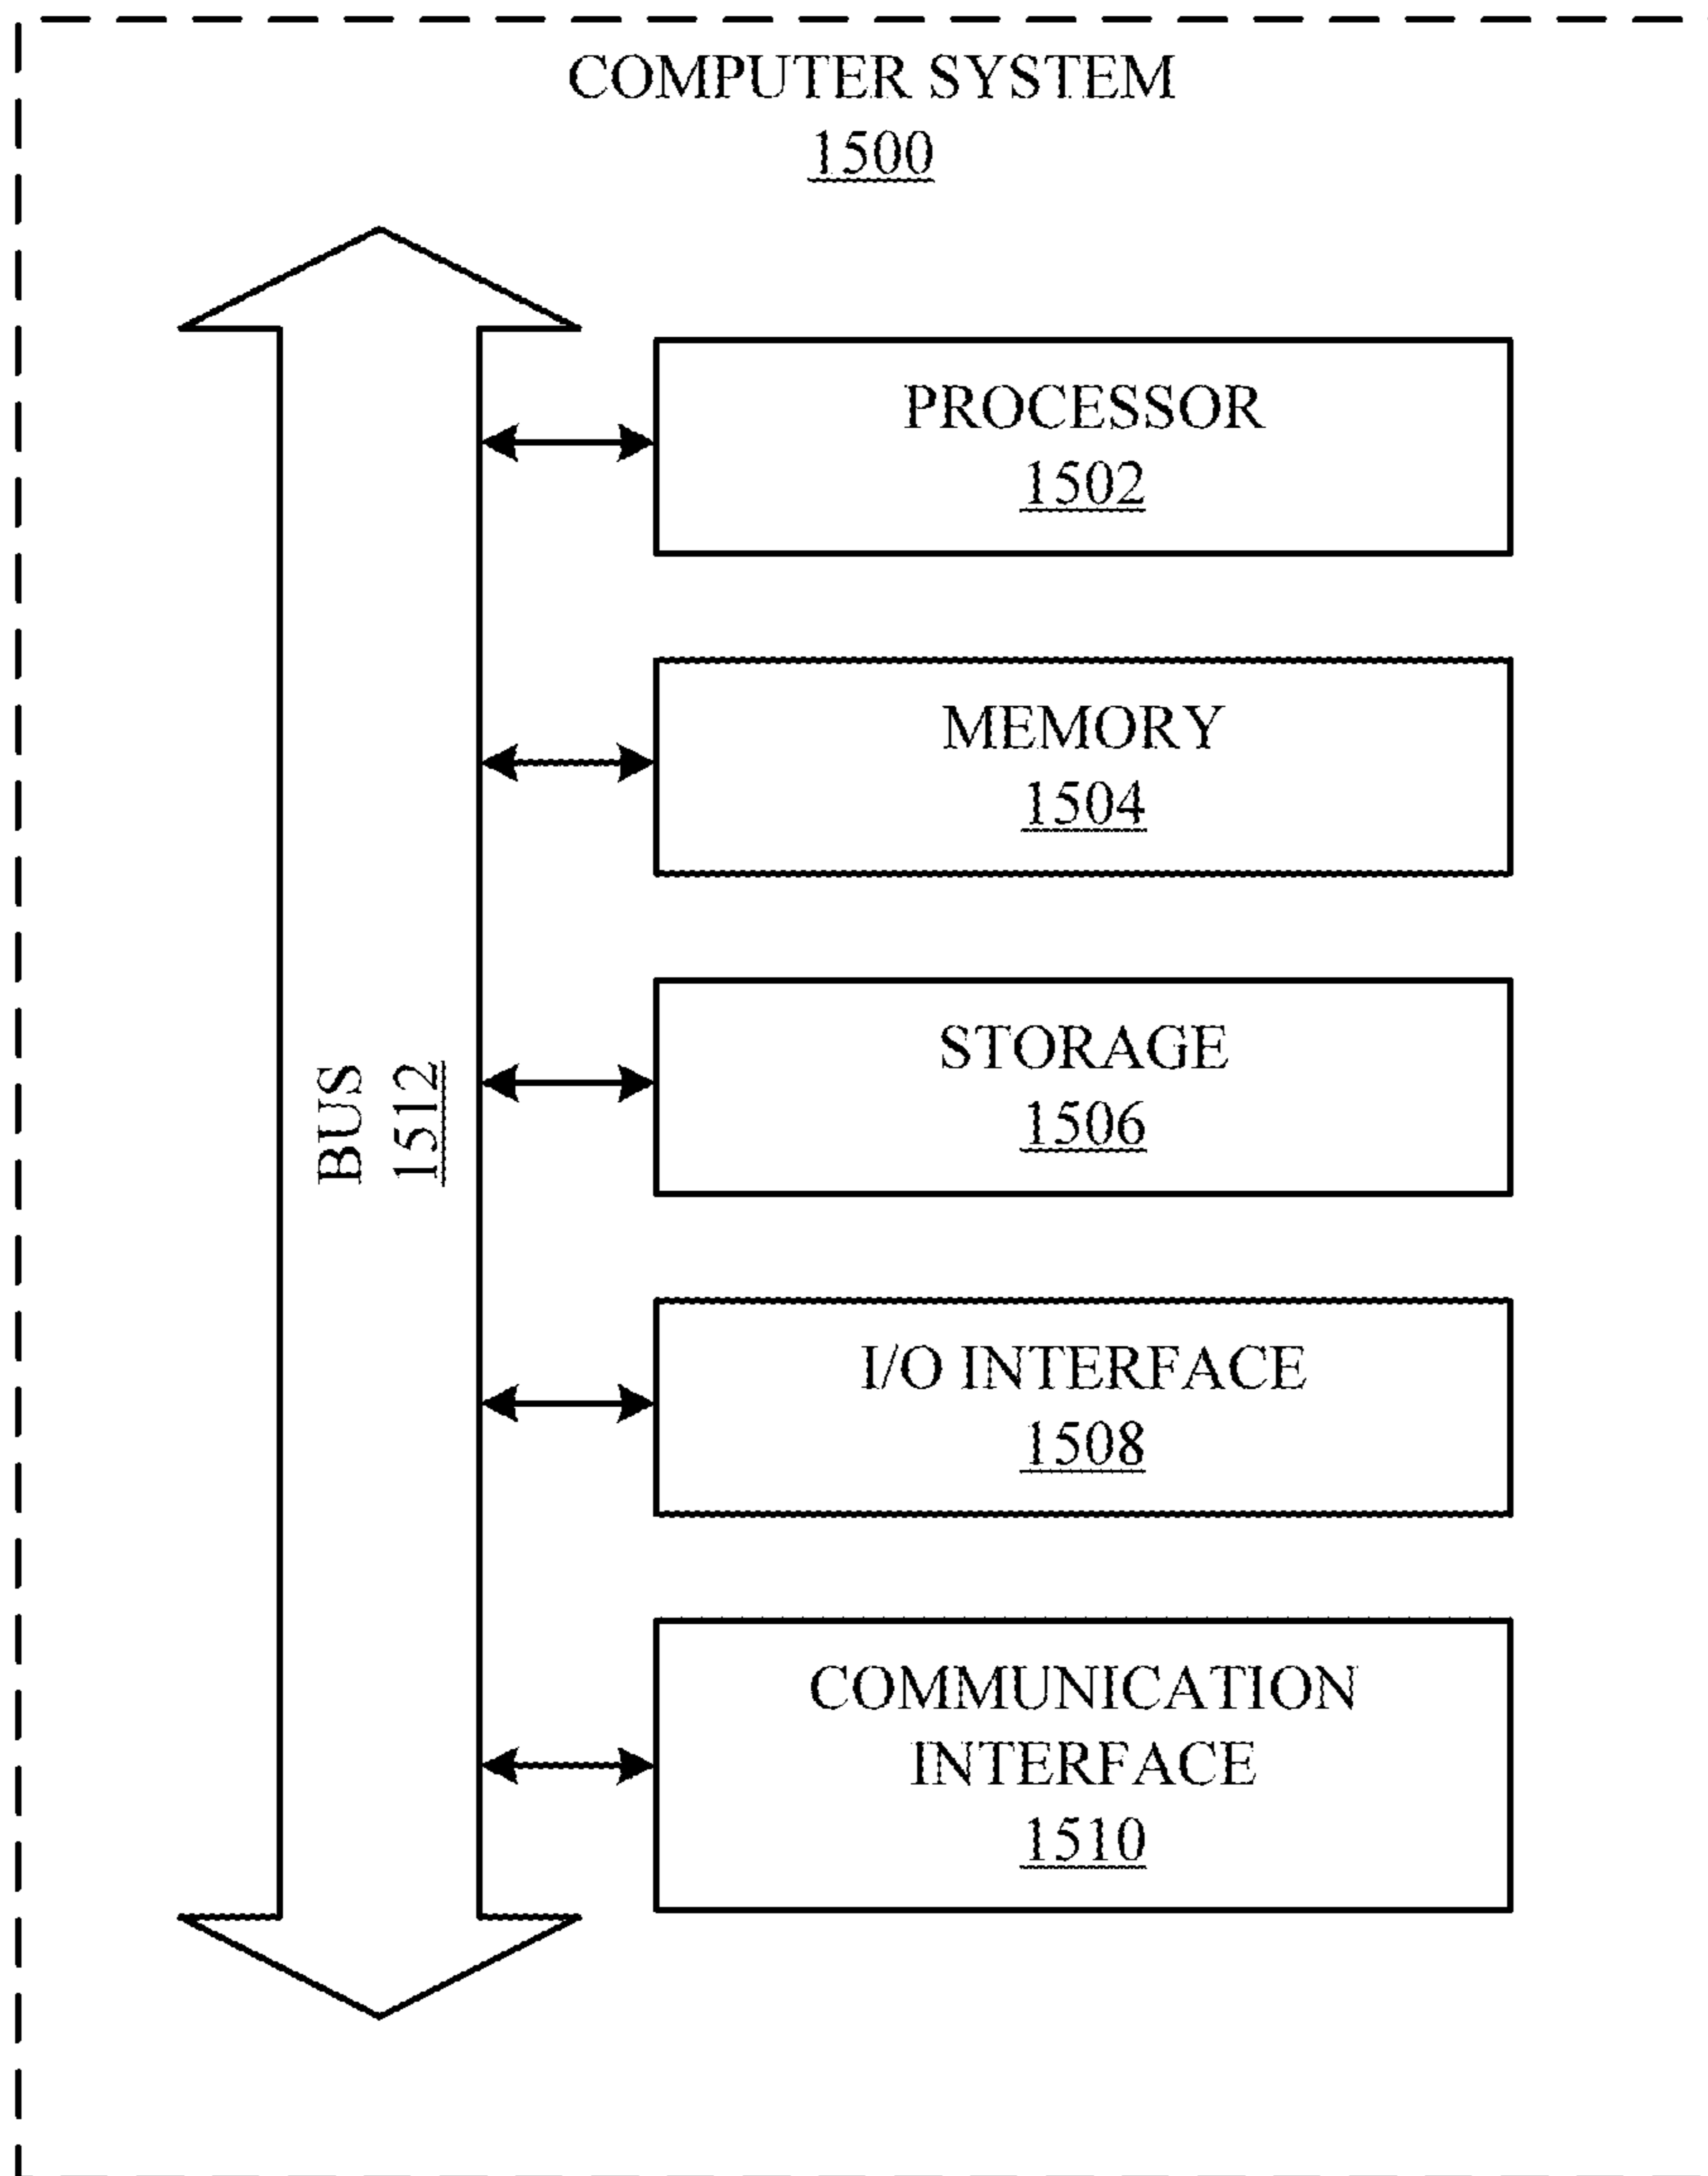 COMPUTER SYSTEM
1500
PROCESSOR
1502
MEMORY
1504
STORAGE
1506
BUS
1512
I/O INTERFACE
1508
COMMUNICATION
INTERFACE
1510